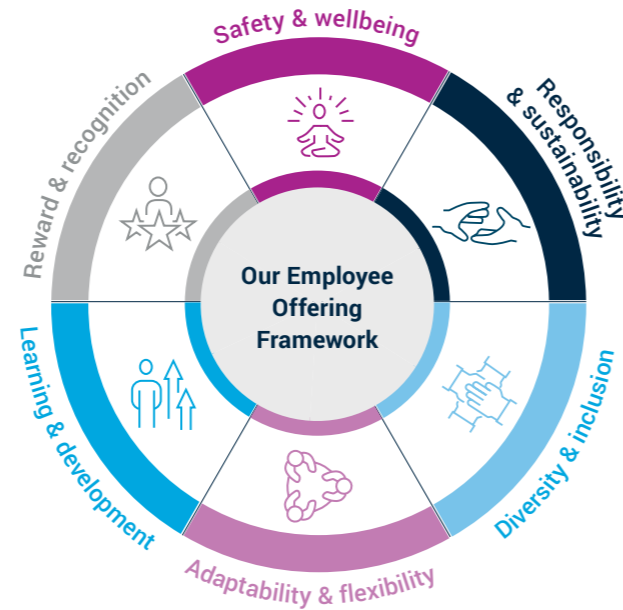 Safety & wellbeing
Responsibility
& sustainability
Diversity & inclusion
Adaptability & flexibility
Learning & development
Reward & recognition
Our Employee
Offering
Framework